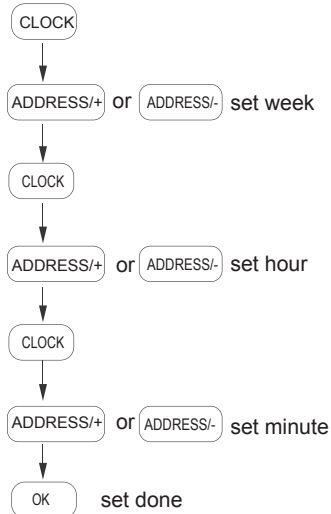 CLOCK
ADDRESS/+ or ADDRESS/- set week
CLOCK
ADDRESS/+ or ADDRESS/- set hour
CLOCK
ADDRESS/+ or ADDRESS/- set minute
OK set done